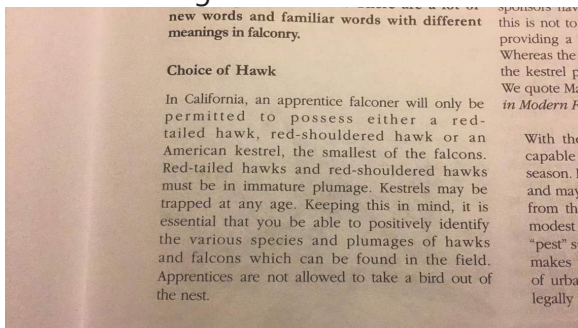 new words and familiar words with different
meanings in falconry.
Choice of Hawk
In California, an apprentice falconer will only be
permitted to possess either a red-
tailed hawk, red-shouldered hawk or an
American kestrel, the smallest of the falcons.
Red-tailed hawks and red-shouldered hawks
must be in immature plumage. Kestrels may be
trapped at any age. Keeping this in mind, it is
essential that you be able to positively identify
the various species and plumages of hawks
and falcons which can be found in the field.
Apprentices are not allowed to take a bird out of
the nest.
this is not to
providing a
Whereas the
the kestrel
We quote
in Modern
With the
capable
season.
and may
from
modest
"pest"
makes
of
legally